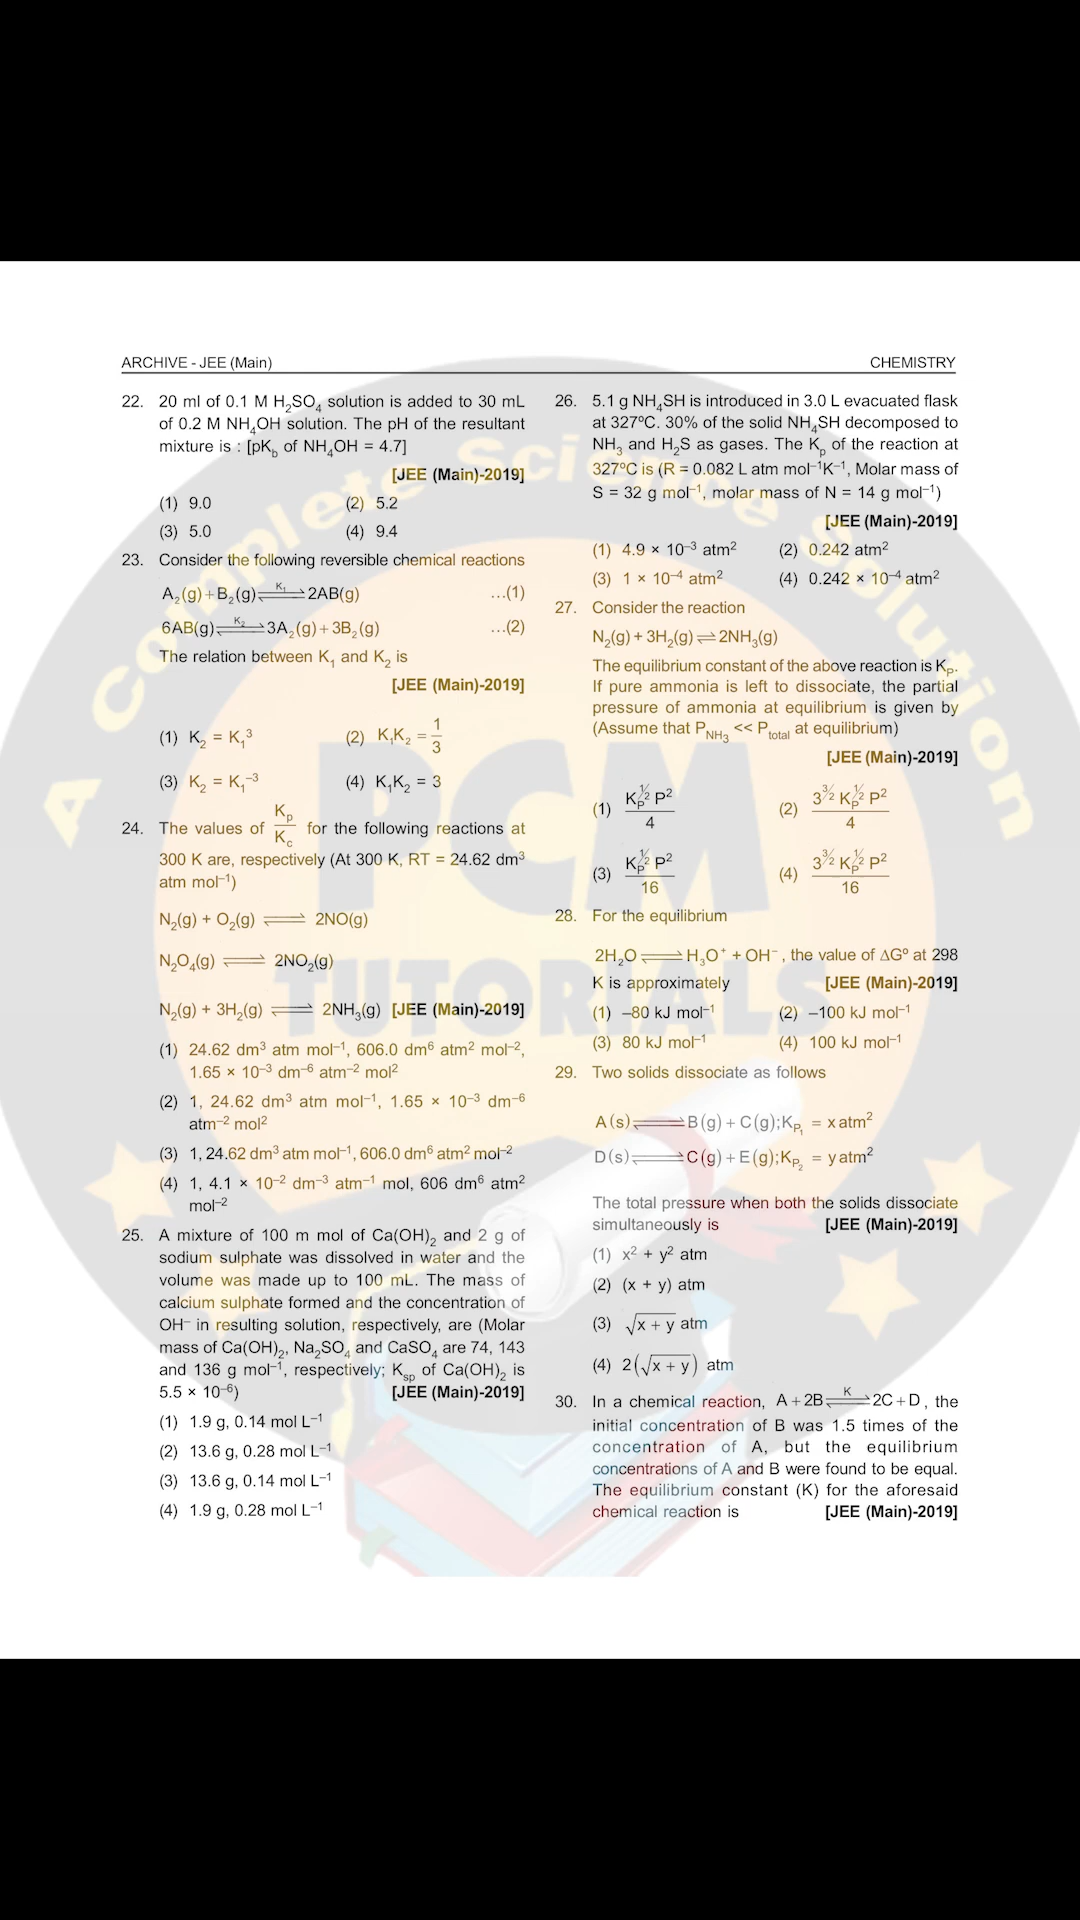 ARCHIVE - JEE (Main)
CHEMISTRY
22. 20 ml of 0.1 M H₂SO₄ solution is added to 30 mL
of 0.2 M NH₄OH solution. The pH of the resultant
mixture is : [pK_b of NH₄OH = 4.7]
[JEE (Main)-2019]
(1) 9.0 (2) 5.2
(3) 5.0 (4) 9.4
23. Consider the following reversible chemical reactions
A₂(g)+B₂(g) ⇌ K₁ 2AB(g) ...(1)
6AB(g) ⇌ K₂ 3A₂(g)+3B₂(g) ...(2)
The relation between K₁ and K₂ is
[JEE (Main)-2019]
(1) K₂ = K₁³ (2) K₁K₂ = 1/3
(3) K₂ = K₁⁻³ (4) K₁K₂ = 3
24. The values of K_p/K_c for the following reactions at
300 K are, respectively (At 300 K, RT = 24.62 dm³
atm mol⁻¹)
N₂(g) + O₂(g) ⇌ 2NO(g)
N₂O₄(g) ⇌ 2NO₂(g)
N₂(g) + 3H₂(g) ⇌ 2NH₃(g) [JEE (Main)-2019]
(1) 24.62 dm³ atm mol⁻¹, 606.0 dm⁶ atm² mol⁻²,
1.65 × 10⁻³ dm⁻⁶ atm⁻² mol²
(2) 1, 24.62 dm³ atm mol⁻¹, 1.65 × 10⁻³ dm⁻⁶
atm⁻² mol²
(3) 1, 24.62 dm³ atm mol⁻¹, 606.0 dm⁶ atm² mol⁻²
(4) 1, 4.1 × 10⁻² dm⁻³ atm⁻¹ mol, 606 dm⁶ atm²
mol⁻²
25. A mixture of 100 m mol of Ca(OH)₂ and 2 g of
sodium sulphate was dissolved in water and the
volume was made up to 100 mL. The mass of
calcium sulphate formed and the concentration of
OH⁻ in resulting solution, respectively, are (Molar
mass of Ca(OH)₂, Na₂SO₄ and CaSO₄ are 74, 143
and 136 g mol⁻¹, respectively; K_sp of Ca(OH)₂ is
5.5 × 10⁻⁶) [JEE (Main)-2019]
(1) 1.9 g, 0.14 mol L⁻¹
(2) 13.6 g, 0.28 mol L⁻¹
(3) 13.6 g, 0.14 mol L⁻¹
(4) 1.9 g, 0.28 mol L⁻¹
26. 5.1 g NH₄SH is introduced in 3.0 L evacuated flask
at 327ºC. 30% of the solid NH₄SH decomposed to
NH₃ and H₂S as gases. The K_p of the reaction at
327ºC is (R = 0.082 L atm mol⁻¹K⁻¹, Molar mass of
S = 32 g mol⁻¹, molar mass of N = 14 g mol⁻¹)
[JEE (Main)-2019]
(1) 4.9 × 10⁻³ atm² (2) 0.242 atm²
(3) 1 × 10⁻⁴ atm² (4) 0.242 × 10⁻⁴ atm²
27. Consider the reaction
N₂(g) + 3H₂(g) ⇌ 2NH₃(g)
The equilibrium constant of the above reaction is K_P.
If pure ammonia is left to dissociate, the partial
pressure of ammonia at equilibrium is given by
(Assume that P_NH₃ << P_total at equilibrium)
[JEE (Main)-2019]
(1) K_P^½ P² / 4 (2) 3^3/2 K_P^½ P² / 4
(3) K_P^½ P² / 16 (4) 3^3/2 K_P^½ P² / 16
28. For the equilibrium
2H₂O ⇌ H₃O⁺ + OH⁻, the value of ΔGº at 298
K is approximately [JEE (Main)-2019]
(1) –80 kJ mol⁻¹ (2) –100 kJ mol⁻¹
(3) 80 kJ mol⁻¹ (4) 100 kJ mol⁻¹
29. Two solids dissociate as follows
A(s) ⇌ B(g)+C(g); K_P₁ = x atm²
D(s) ⇌ C(g)+E(g); K_P₂ = y atm²
The total pressure when both the solids dissociate
simultaneously is [JEE (Main)-2019]
(1) x² + y² atm
(2) (x + y) atm
(3) √(x + y) atm
(4) 2(√(x + y)) atm
30. In a chemical reaction, A+2B ⇌ K 2C+D, the
initial concentration of B was 1.5 times of the
concentration of A, but the equilibrium
concentrations of A and B were found to be equal.
The equilibrium constant (K) for the aforesaid
chemical reaction is [JEE (Main)-2019]
A Complete Science Solution
PCM
TUTORIALS